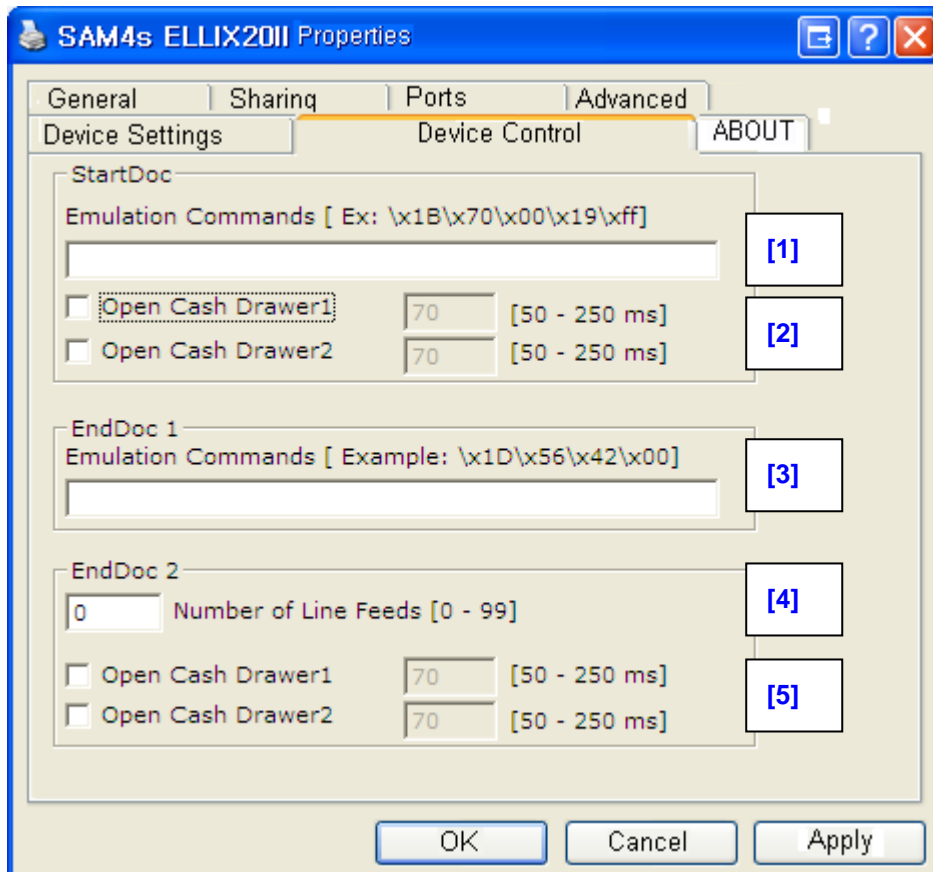 SAM4s ELLIX20II Properties
General Sharing Ports Advanced
Device Settings Device Control ABOUT
StartDoc
Emulation Commands [ Ex: \x1B\x70\x00\x19\xff]
[1]
Open Cash Drawer1 70 [50 - 250 ms]
[2]
Open Cash Drawer2 70 [50 - 250 ms]
EndDoc 1
Emulation Commands [ Example: \x1D\x56\x42\x00]
[3]
EndDoc 2
0 Number of Line Feeds [0 - 99]
[4]
Open Cash Drawer1 70 [50 - 250 ms]
[5]
Open Cash Drawer2 70 [50 - 250 ms]
OK Cancel Apply